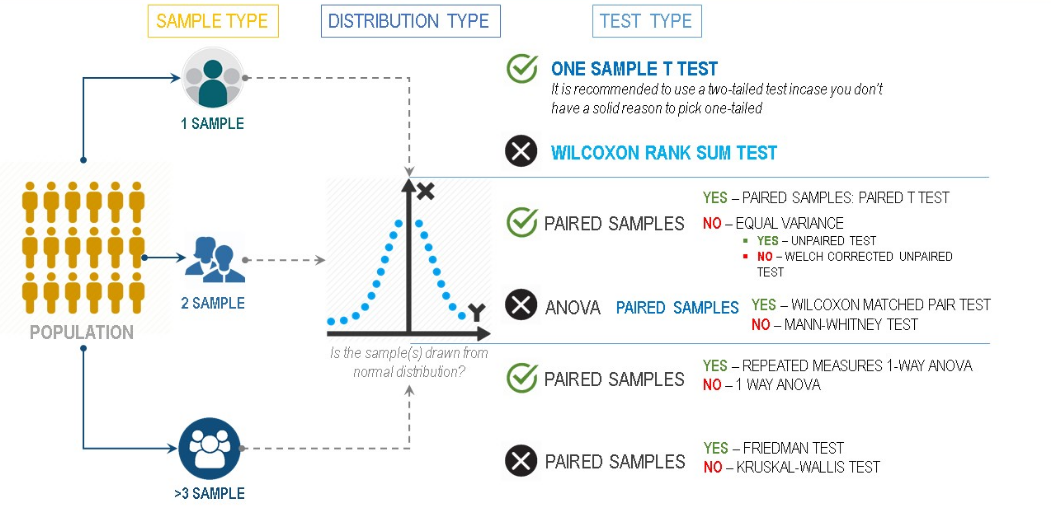 SAMPLE TYPE
DISTRIBUTION TYPE
TEST TYPE
1 SAMPLE
ONE SAMPLE T TEST
It is recommended to use a two-tailed test incase you don't
have a solid reason to pick one-tailed
WILCOXON RANK SUM TEST
POPULATION
2 SAMPLE
X
Y
Is the sample(s) drawn from
normal distribution?
PAIRED SAMPLES
YES – PAIRED SAMPLES: PAIRED T TEST
NO – EQUAL VARIANCE
YES – UNPAIRED TEST
NO – WELCH CORRECTED UNPAIRED
TEST
ANOVA PAIRED SAMPLES
YES – WILCOXON MATCHED PAIR TEST
NO – MANN-WHITNEY TEST
PAIRED SAMPLES
YES – REPEATED MEASURES 1-WAY ANOVA
NO – 1 WAY ANOVA
>3 SAMPLE
PAIRED SAMPLES
YES – FRIEDMAN TEST
NO – KRUSKAL-WALLIS TEST